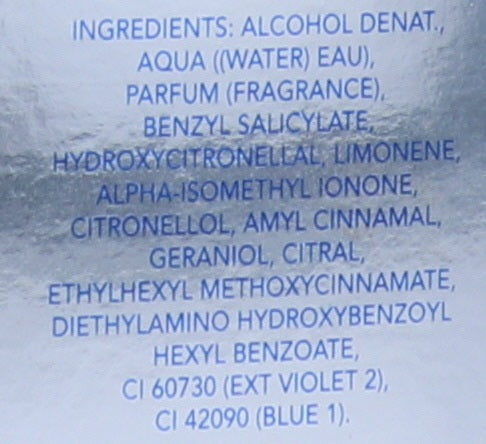 INGREDIENTS: ALCOHOL DENAT.,
AQUA ((WATER) EAU),
PARFUM (FRAGRANCE),
BENZYL SALICYLATE,
HYDROXYCITRONELLAL, LIMONENE,
ALPHA-ISOMETHYL IONONE,
CITRONELLOL, AMYL CINNAMAL,
GERANIOL, CITRAL,
ETHYLHEXYL METHOXYCINNAMATE,
DIETHYLAMINO HYDROXYBENZOYL
HEXYL BENZOATE,
CI 60730 (EXT VIOLET 2),
CI 42090 (BLUE 1).